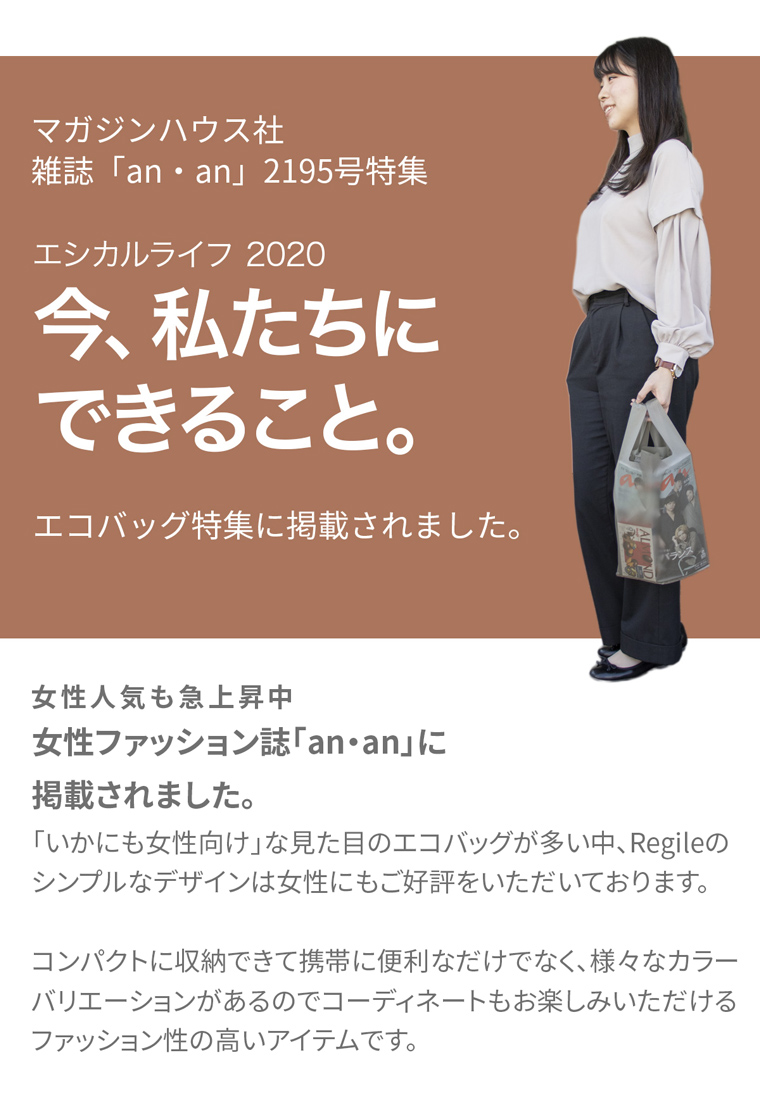 マガジンハウス社
雑誌「an・an」2195号特集
エシカルライフ 2020
今、私たちに
できること。
エコバッグ特集に掲載されました。
an
a
ALMOND
バランス
女性人気も急上昇中
女性ファッション誌「an・an」に
掲載されました。
「いかにも女性向け」な見た目のエコバッグが多い中、Regileの
シンプルなデザインは女性にもご好評をいただいております。
コンパクトに収納できて携帯に便利なだけでなく、様々なカラー
バリエーションがあるのでコーディネートもお楽しみいただける
ファッション性の高いアイテムです。